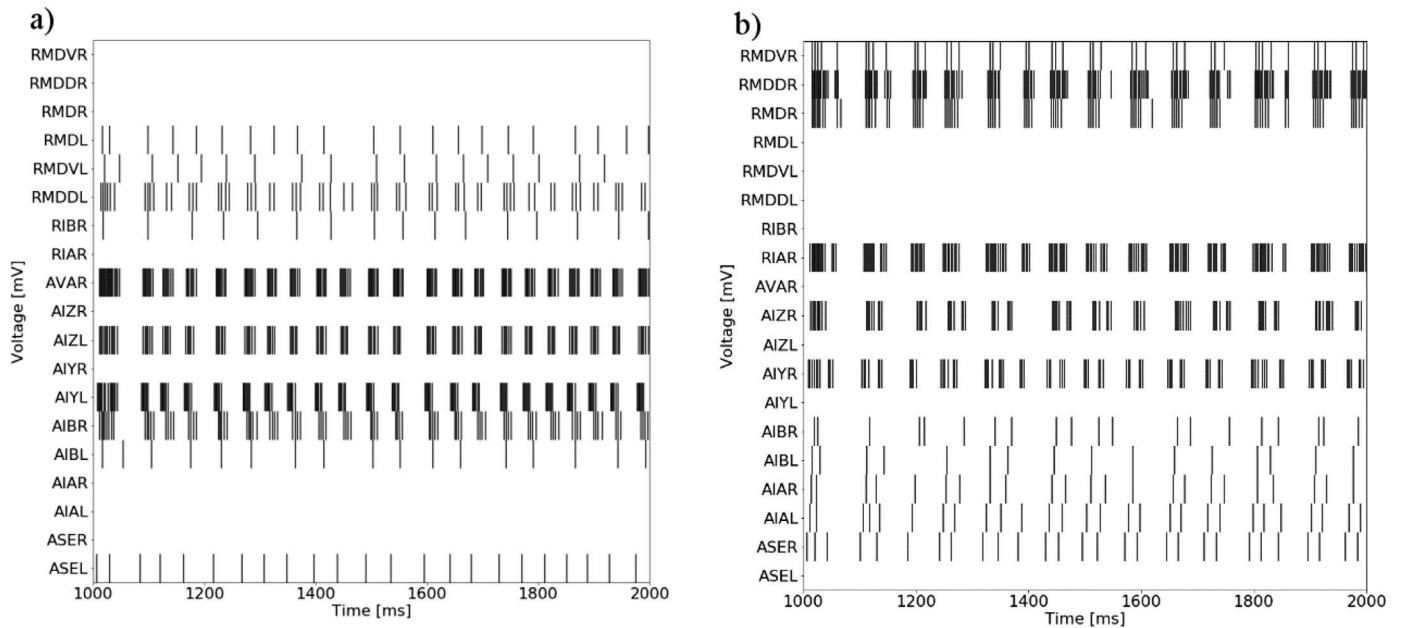 a)
RMDVR
RMDDR
RMDR
RMDL
RMDVL
RMDDL
RIBR
RIAR
AVAR
AIZR
AIZL
AIYR
AIYL
AIBR
AIBL
AIAR
AIAL
ASER
ASEL
Voltage [mV]
1000 1200 1400 1600 1800 2000
Time [ms]
b)
RMDVR
RMDDR
RMDR
RMDL
RMDVL
RMDDL
RIBR
RIAR
AVAR
AIZR
AIZL
AIYR
AIYL
AIBR
AIBL
AIAR
AIAL
ASER
ASEL
Voltage [mV]
1000 1200 1400 1600 1800 2000
Time [ms]